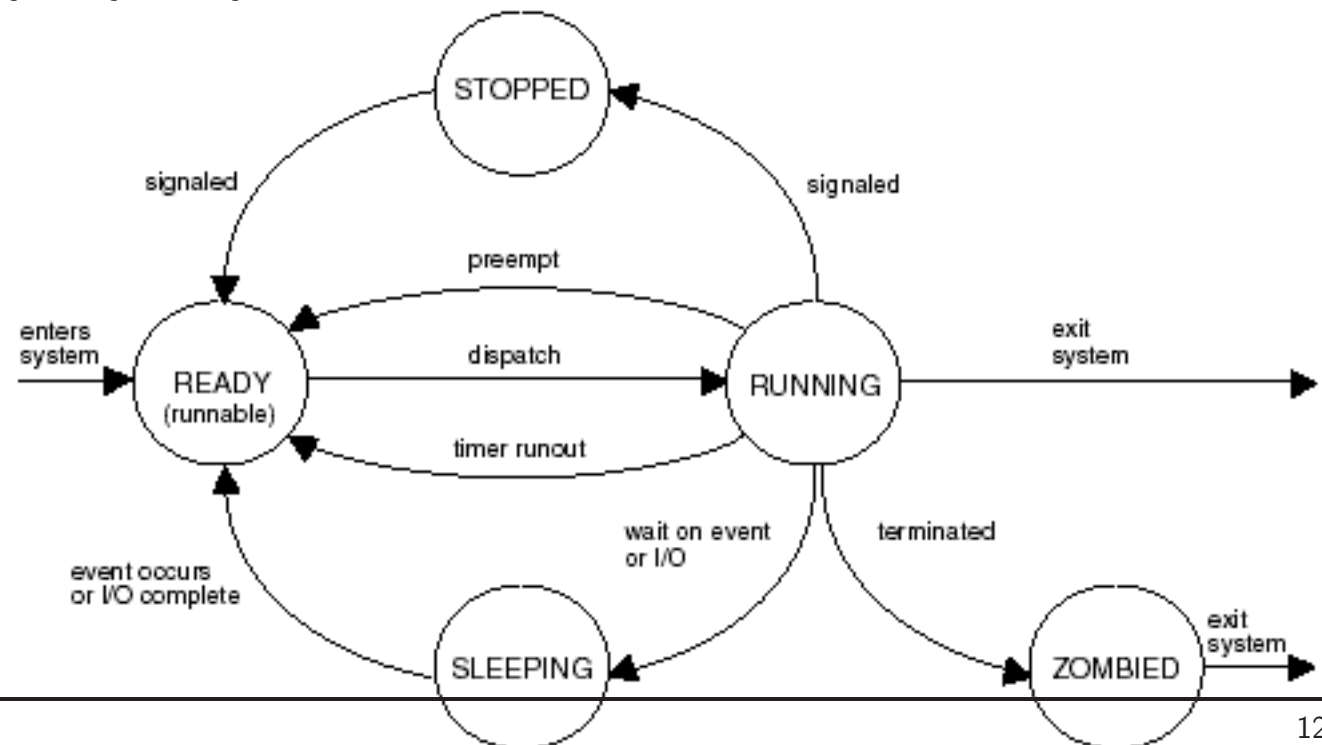 STOPPED
signaled
signaled
preempt
enters
system
dispatch
exit
system
READY
(runnable)
RUNNING
timer runout
wait on event
or I/O
terminated
event occurs
or I/O complete
exit
system
SLEEPING
ZOMBIED
12